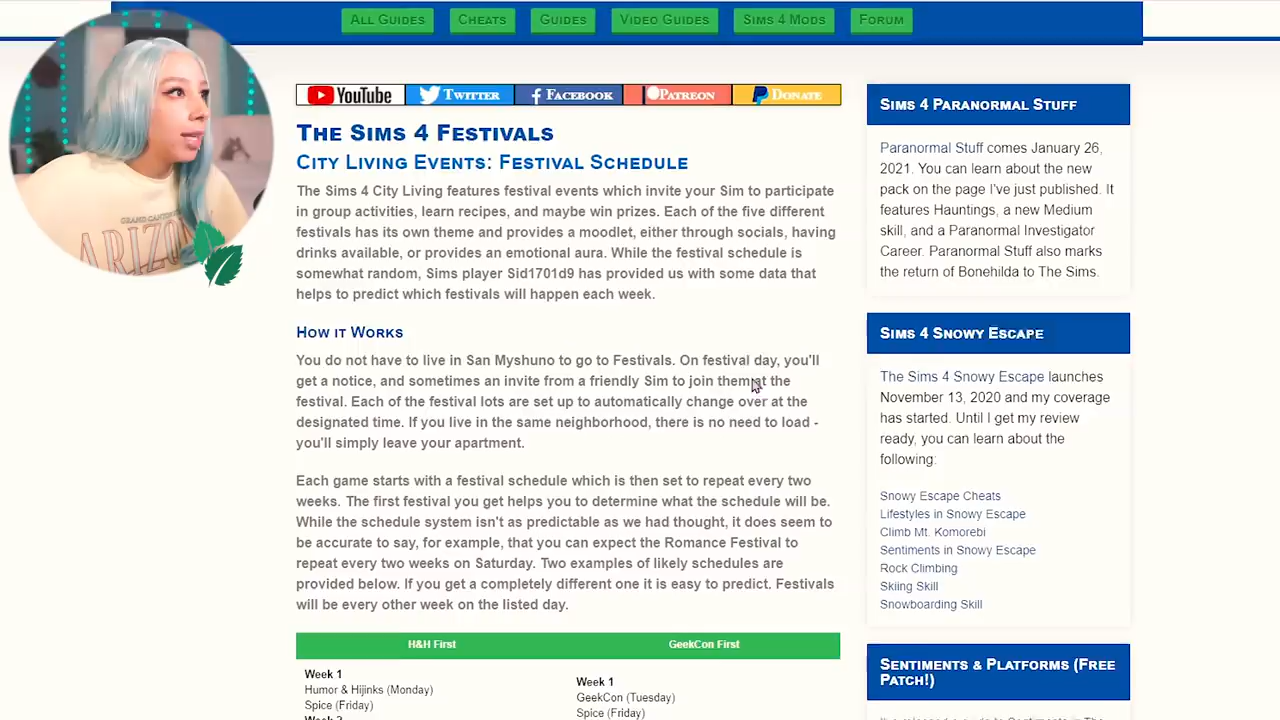 All Guides
Cheats
Guides
Video Guides
Sims 4 Mods
Forum
YouTube
Twitter
Facebook
Patreon
Donate
GRAND CANYON
ARIZO
The Sims 4 Festivals
City Living Events: Festival Schedule
The Sims 4 City Living features festival events which invite your Sim to participate
in group activities, learn recipes, and maybe win prizes. Each of the five different
festivals has its own theme and provides a moodlet, either through socials, having
drinks available, or provides an emotional aura. While the festival schedule is
somewhat random, Sims player Sid1701d9 has provided us with some data that
helps to predict which festivals will happen each week.
How it Works
You do not have to live in San Myshuno to go to Festivals. On festival day, you'll
get a notice, and sometimes an invite from a friendly Sim to join them at the
festival. Each of the festival lots are set up to automatically change over at the
designated time. If you live in the same neighborhood, there is no need to load -
you'll simply leave your apartment.
Each game starts with a festival schedule which is then set to repeat every two
weeks. The first festival you get helps you to determine what the schedule will be.
While the schedule system isn't as predictable as we had thought, it does seem to
be accurate to say, for example, that you can expect the Romance Festival to
repeat every two weeks on Saturday. Two examples of likely schedules are
provided below. If you get a completely different one it is easy to predict. Festivals
will be every other week on the listed day.
H&H First
GeekCon First
Week 1
Humor & Hijinks (Monday)
Spice (Friday)
Week 1
GeekCon (Tuesday)
Spice (Friday)
Sims 4 Paranormal Stuff
Paranormal Stuff comes January 26,
2021. You can learn about the new
pack on the page I've just published. It
features Hauntings, a new Medium
skill, and a Paranormal Investigator
Career. Paranormal Stuff also marks
the return of Bonehilda to The Sims.
Sims 4 Snowy Escape
The Sims 4 Snowy Escape launches
November 13, 2020 and my coverage
has started. Until I get my review
ready, you can learn about the
following:
Snowy Escape Cheats
Lifestyles in Snowy Escape
Climb Mt. Komorebi
Sentiments in Snowy Escape
Rock Climbing
Skiing Skill
Snowboarding Skill
Sentiments & Platforms (Free
Patch!)